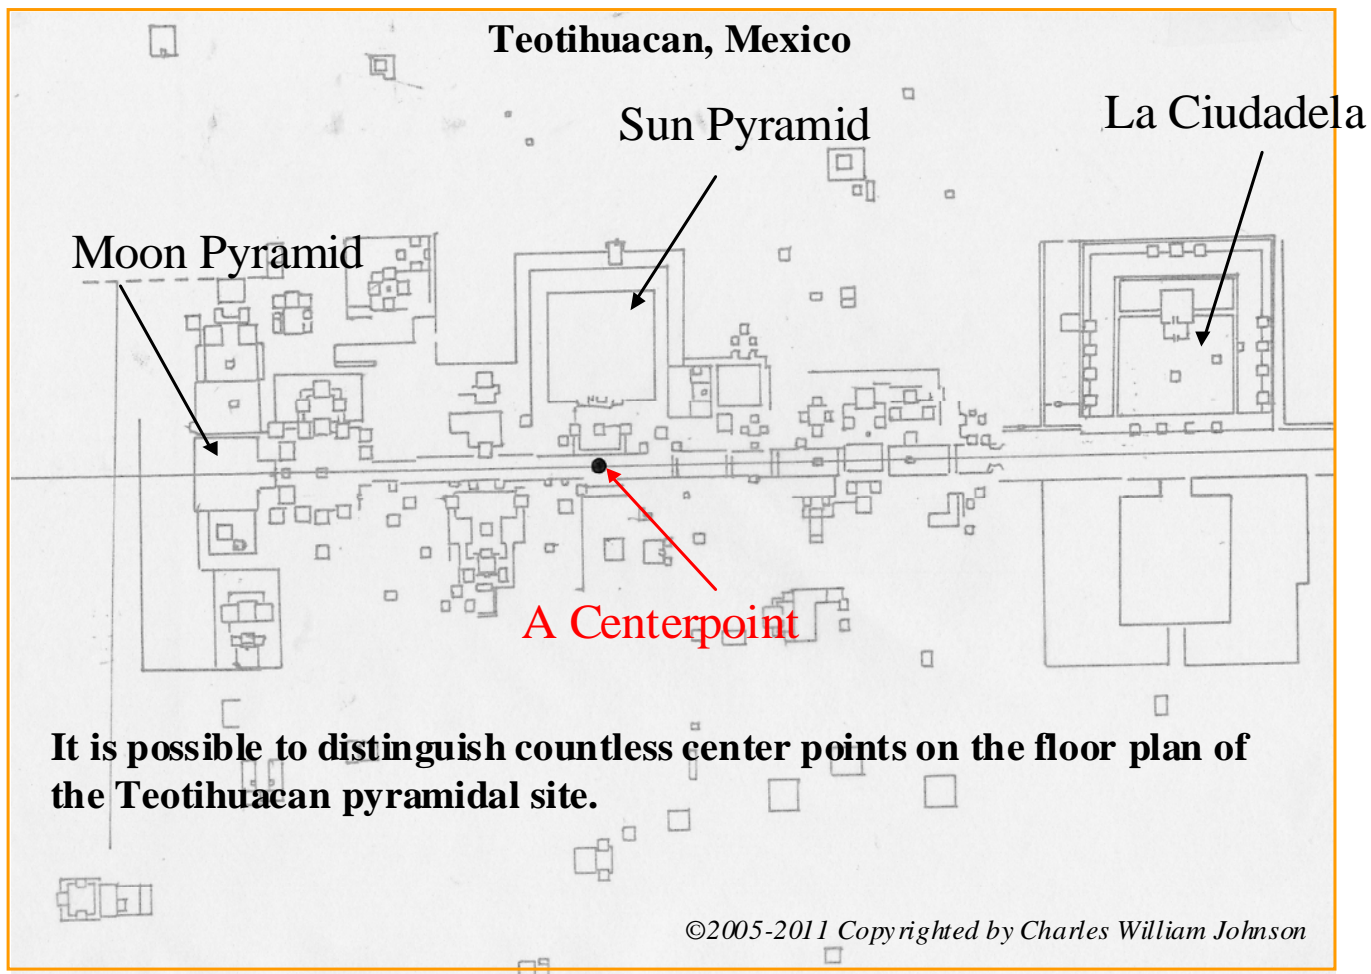 Teotihuacan, Mexico
Sun Pyramid
La Ciudadela
Moon Pyramid
A Centerpoint
It is possible to distinguish countless center points on the floor plan of
the Teotihuacan pyramidal site.
©2005-2011 Copyrighted by Charles William Johnson